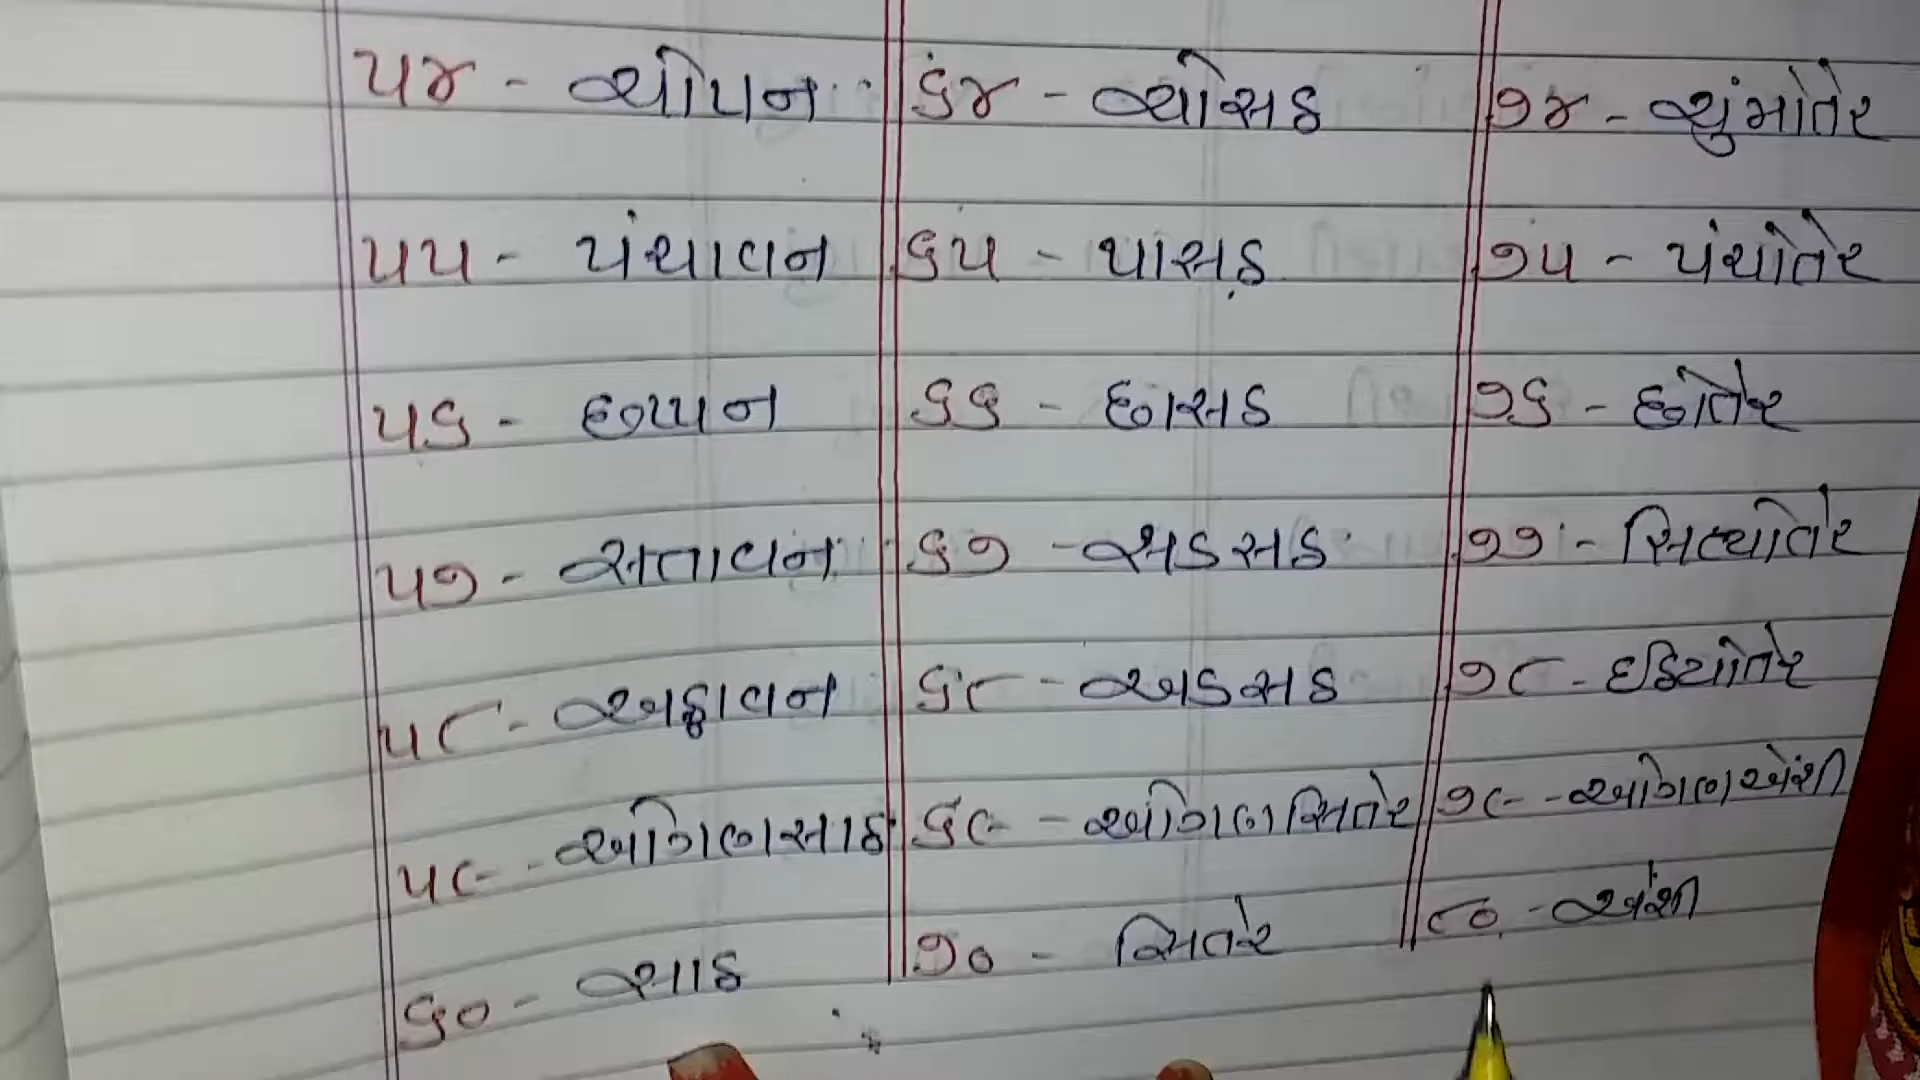 ૫૪ - ચોપન ૬૪ - ચોસઠ ૭૪ - ચુંમોતેર
૫૫ - પંચાવન ૬૫ - પાસઠ ૭૫ - પંચોતેર
૫૬ - છપ્પન ૬૬ - છાસઠ ૭૬ - છોતેર
૫૭ - સતાવન ૬૭ - સડસઠ ૭૭ - સિત્યોતેર
૫૮ - અઠ્ઠાવન ૬૮ - અડસઠ ૭૮ - ઇઠિયોતેર
૫૯ - ઓગણસાઠ ૬૯ - ઓગણસિતેર ૭૯ - ઓગણએંશી
૬૦ - સાઠ ૭૦ - સિતેર ૮૦ - એંશી